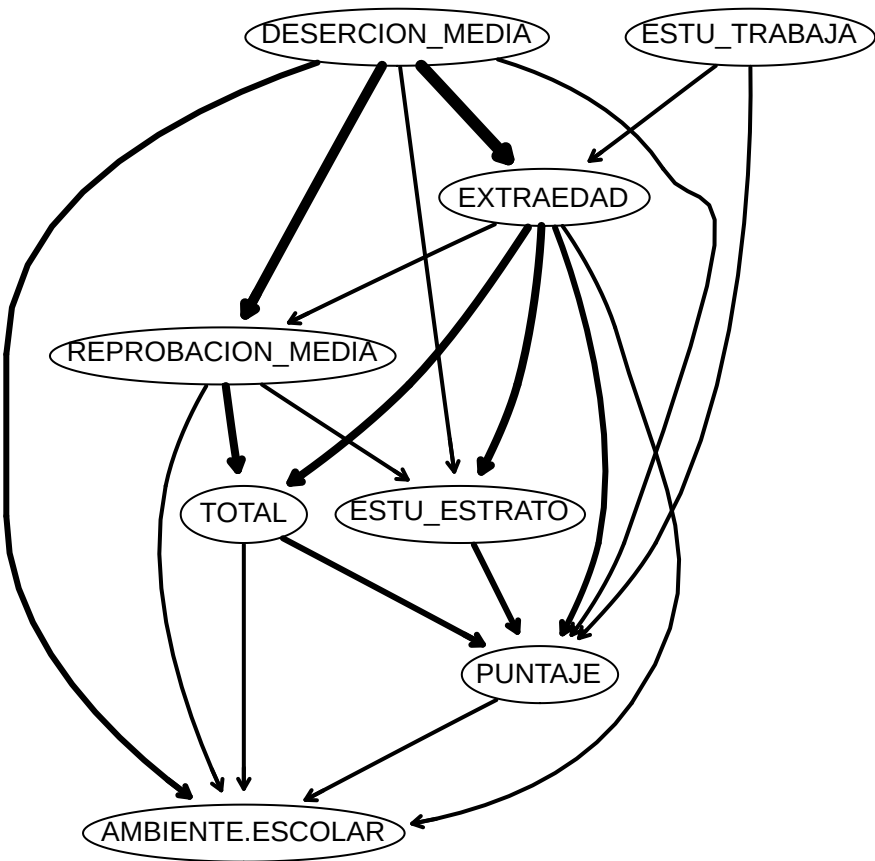 DESERCION_MEDIA
ESTU_TRABAJA
EXTRAEDAD
REPROBACION_MEDIA
TOTAL
ESTU_ESTRATO
PUNTAJE
AMBIENTE.ESCOLAR